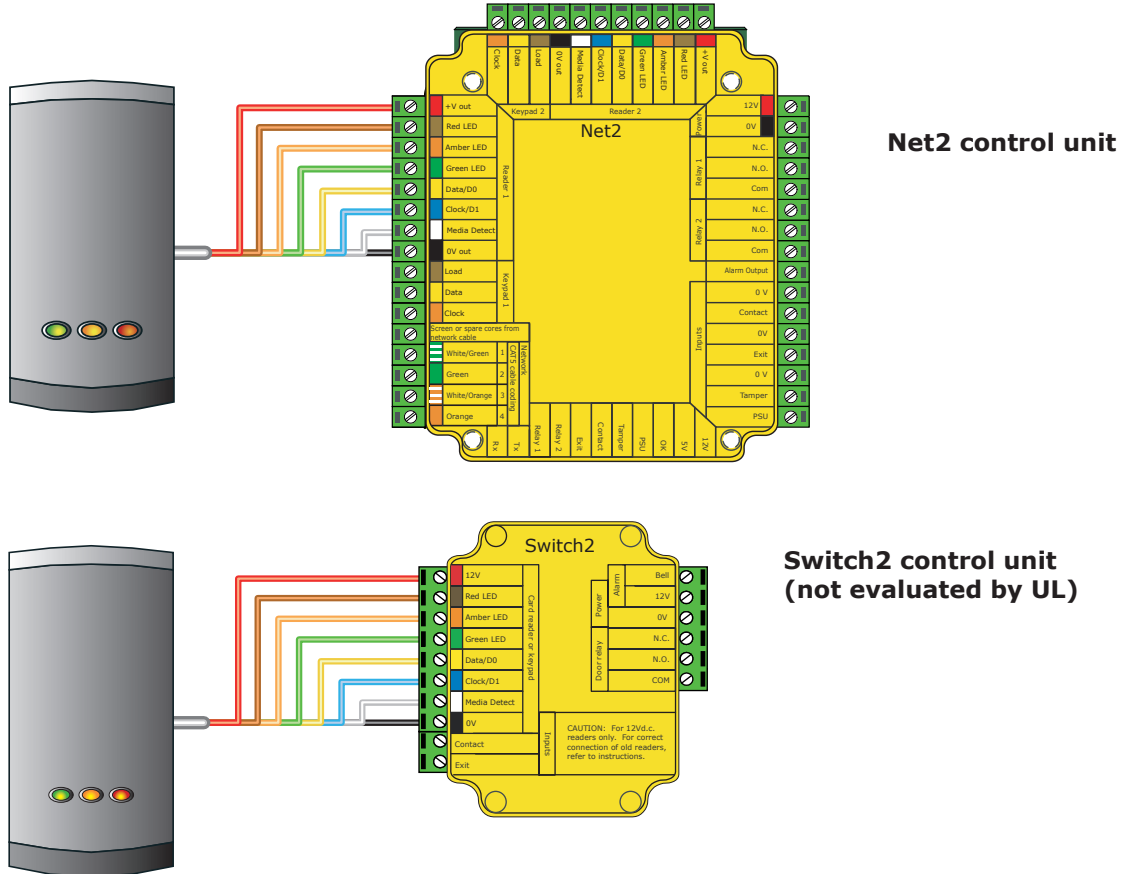 Clock
Data
Load
0V out
Media Detect
Clock/D1
Data/D0
Green LED
Amber LED
Red LED
+V out
Keypad 2
Reader 2
Net2
Net2 control unit
+V out
Red LED
Amber LED
Green LED
Data/D0
Clock/D1
Media Detect
0V out
Reader 1
Load
Data
Clock
Keypad 1
Screen or spare cores from
network cable
White/Green 1
Green 2
White/Orange 3
Orange 4
CAT5 cable coding
Network
12V
0V
Power
N.C.
N.O.
Com
Relay 1
N.C.
N.O.
Com
Relay 2
Alarm Output
0 V
Contact
0V
Exit
0 V
Tamper
PSU
Inputs
Rx
Tx
Relay 1
Relay 2
Exit
Contact
Tamper
PSU
OK
5V
12V
Switch2
Switch2 control unit
(not evaluated by UL)
12V
Red LED
Amber LED
Green LED
Data/D0
Clock/D1
Media Detect
0V
Card reader or keypad
Contact
Exit
Inputs
Bell
12V
0V
N.C.
N.O.
COM
Alarm
Power
Door relay
CAUTION: For 12Vd.c.
readers only. For correct
connection of old readers,
refer to instructions.